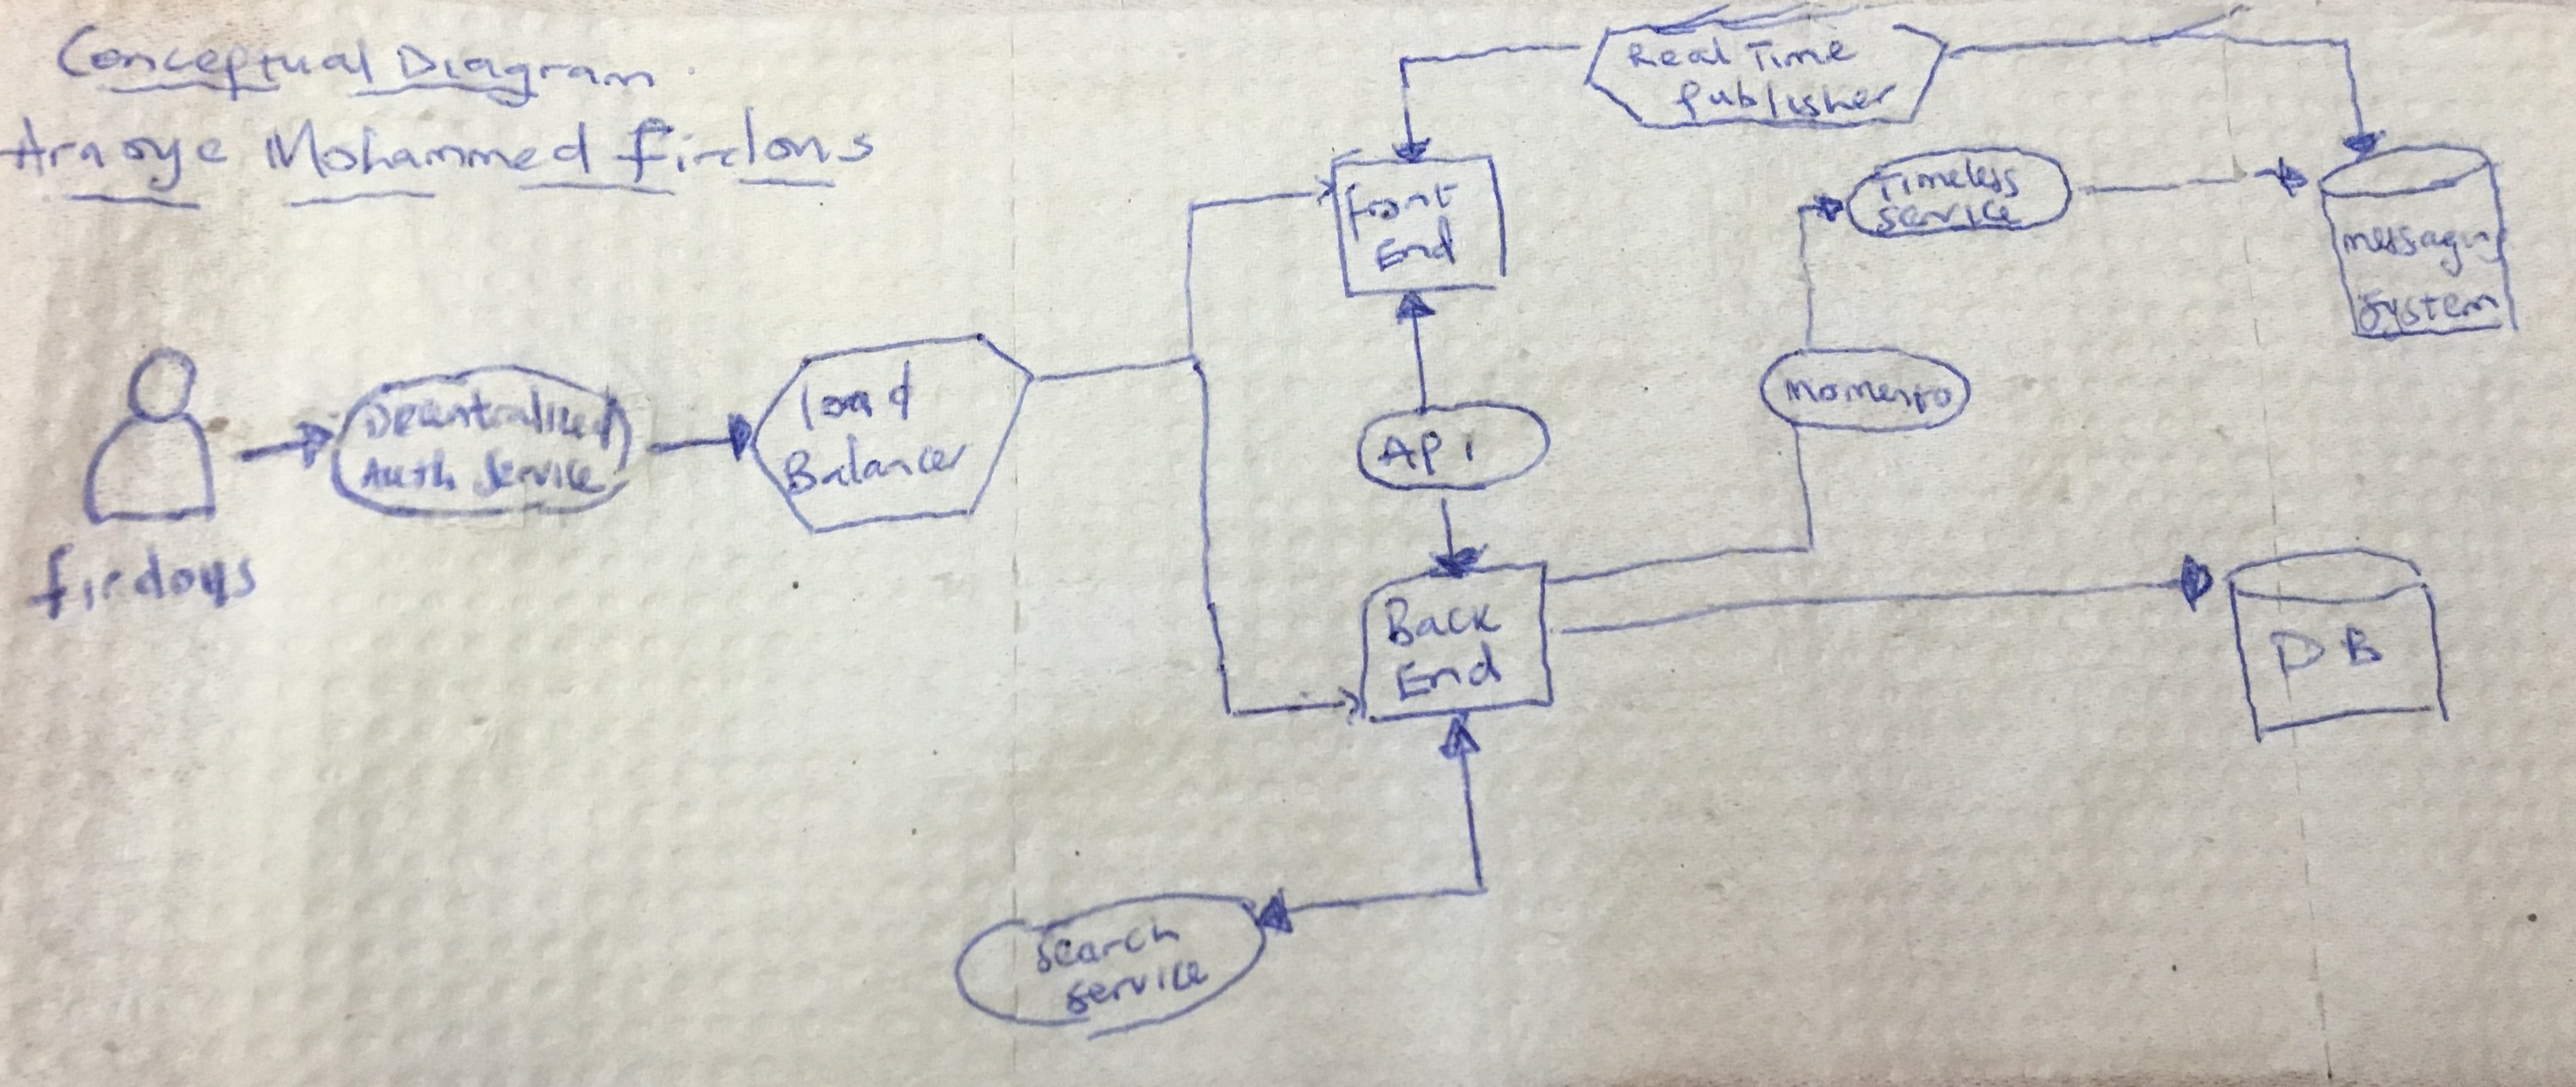 Conceptual Diagram
Mohammed firdous
Real Time
Publisher
Timeless
service
front
End
messaging
system
Momento
load
Balancer
Decentralized
Auth Service
API
firdous
Back
End
DB
Search
service